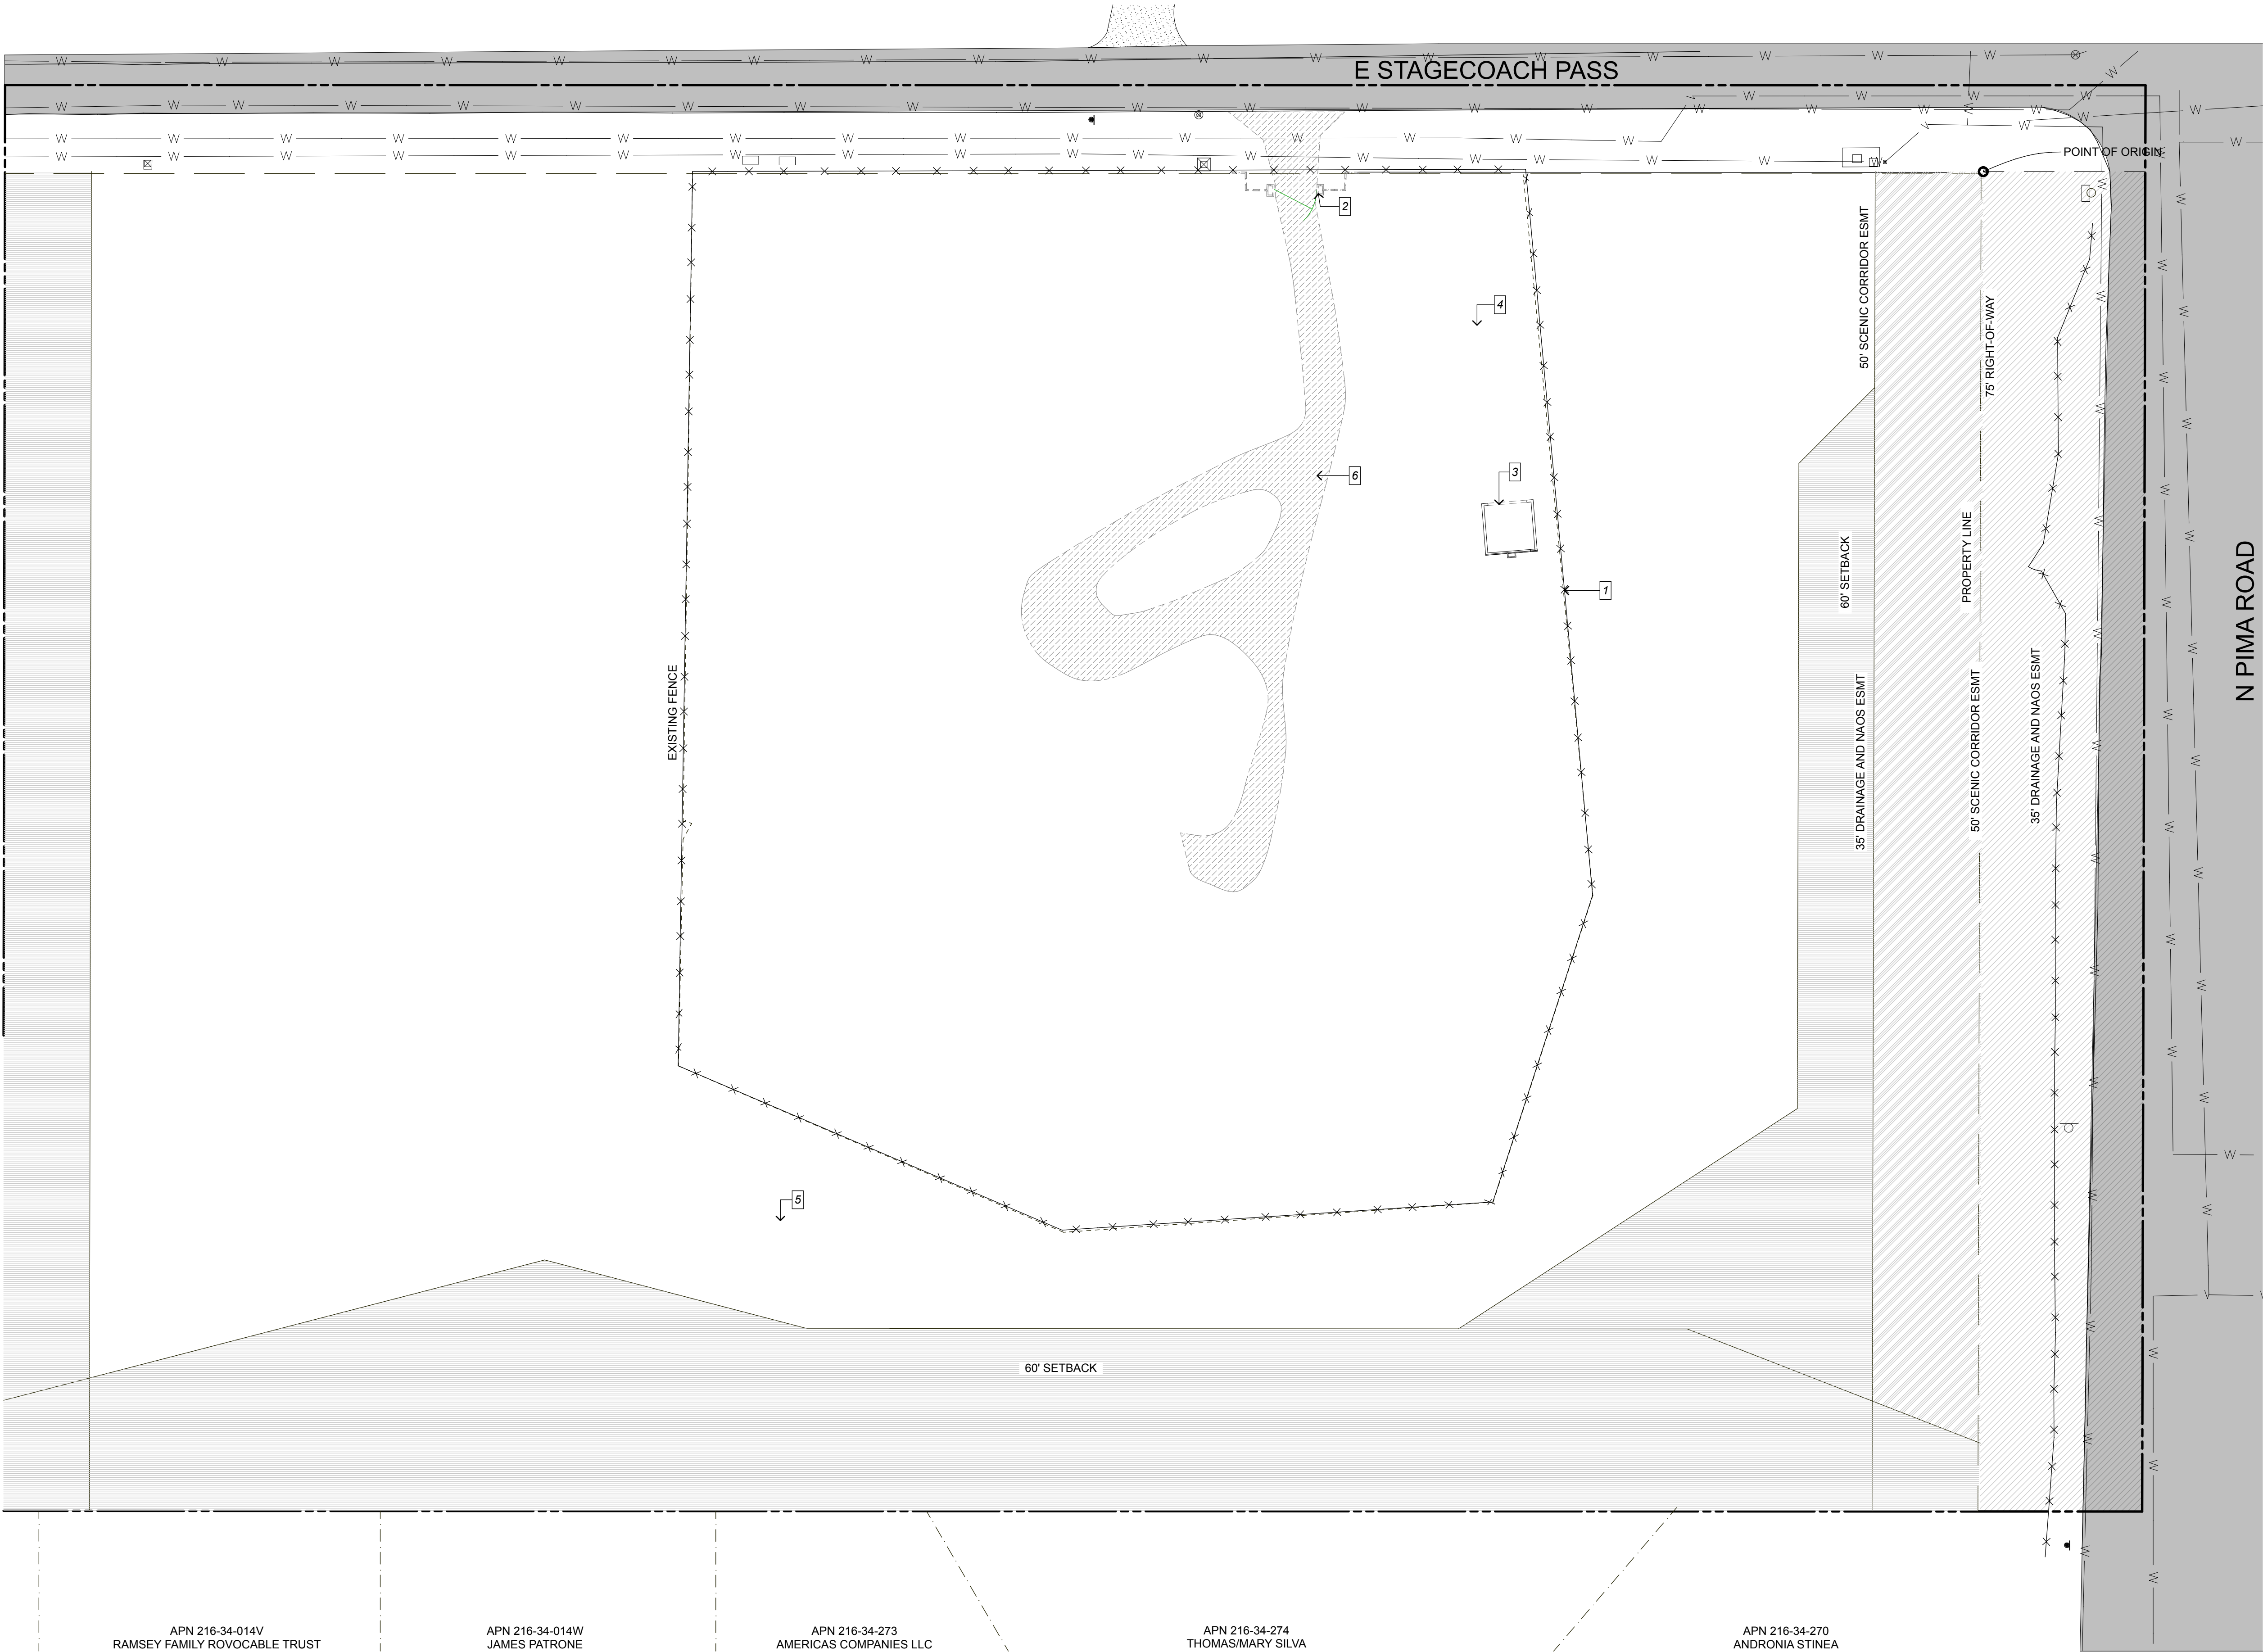 E STAGECOACH PASS
POINT OF ORIGIN
2
4
50' SCENIC CORRIDOR ESMT
75' RIGHT-OF-WAY
3
6
1
60' SETBACK
PROPERTY LINE
N PIMA ROAD
EXISTING FENCE
35' DRAINAGE AND NAOS ESMT
50' SCENIC CORRIDOR ESMT
35' DRAINAGE AND NAOS ESMT
5
60' SETBACK
APN 216-34-014V
RAMSEY FAMILY ROVOCABLE TRUST
APN 216-34-014W
JAMES PATRONE
APN 216-34-273
AMERICAS COMPANIES LLC
APN 216-34-274
THOMAS/MARY SILVA
APN 216-34-270
ANDRONIA STINEA